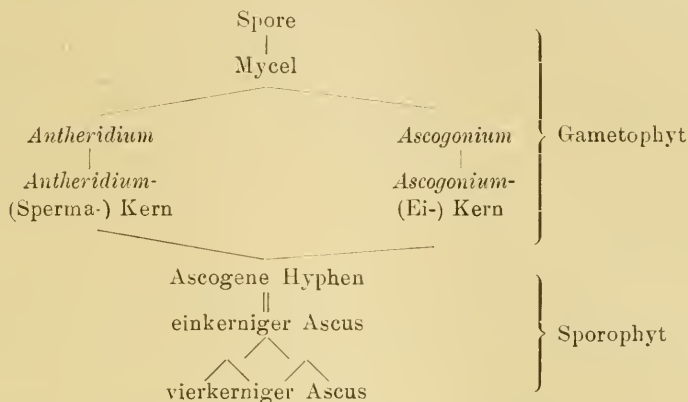 Spore
Mycel
Antheridium Ascogonium Gametophyt
Antheridium- Ascogonium-
(Sperma-) Kern (Ei-) Kern
Ascogene Hyphen
einkerniger Ascus
Sporophyt
vierkerniger Ascus